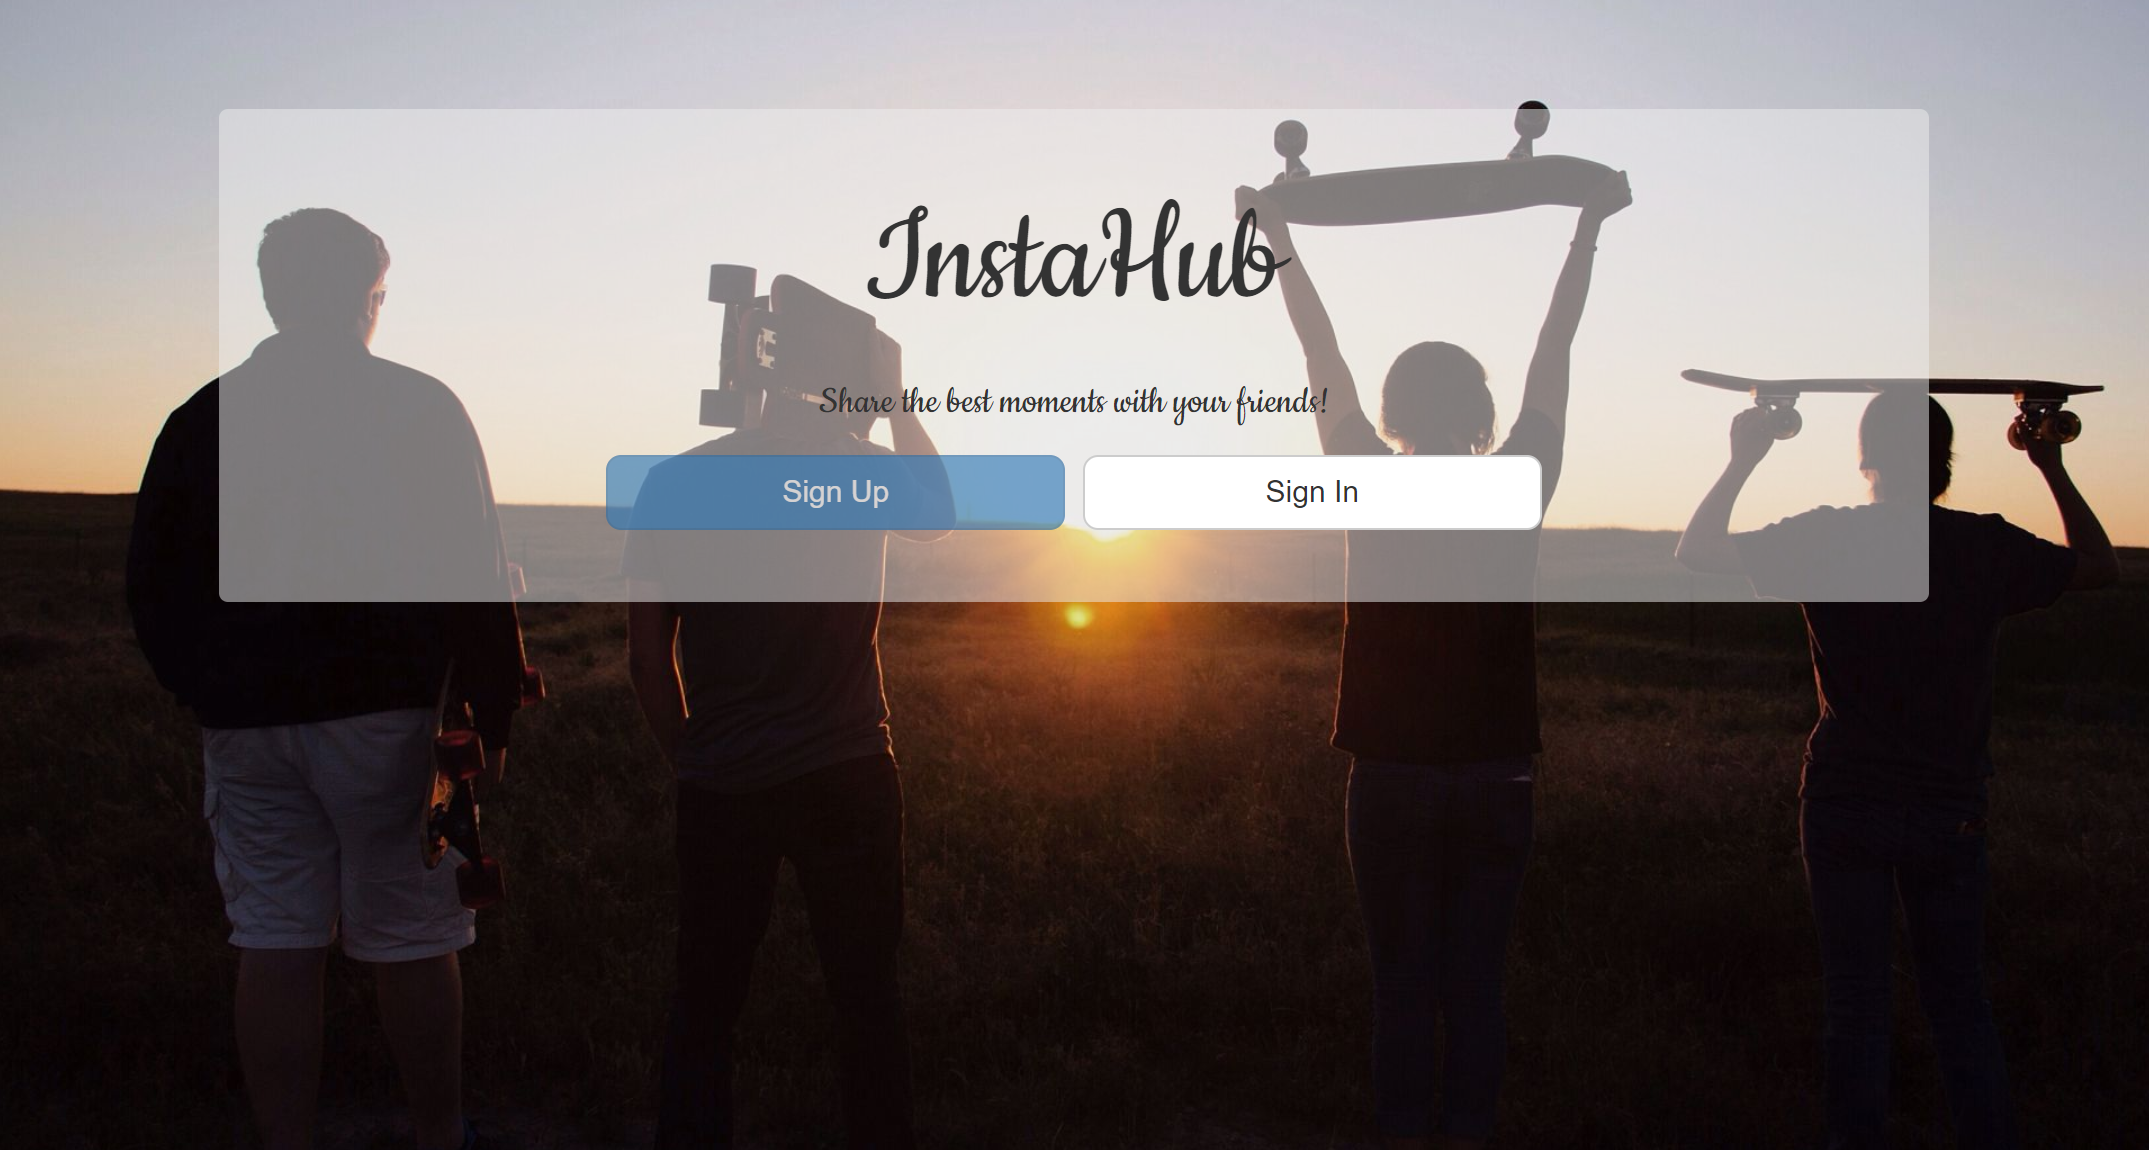 InstaHub
Share the best moments with your friends!
Sign Up
Sign In